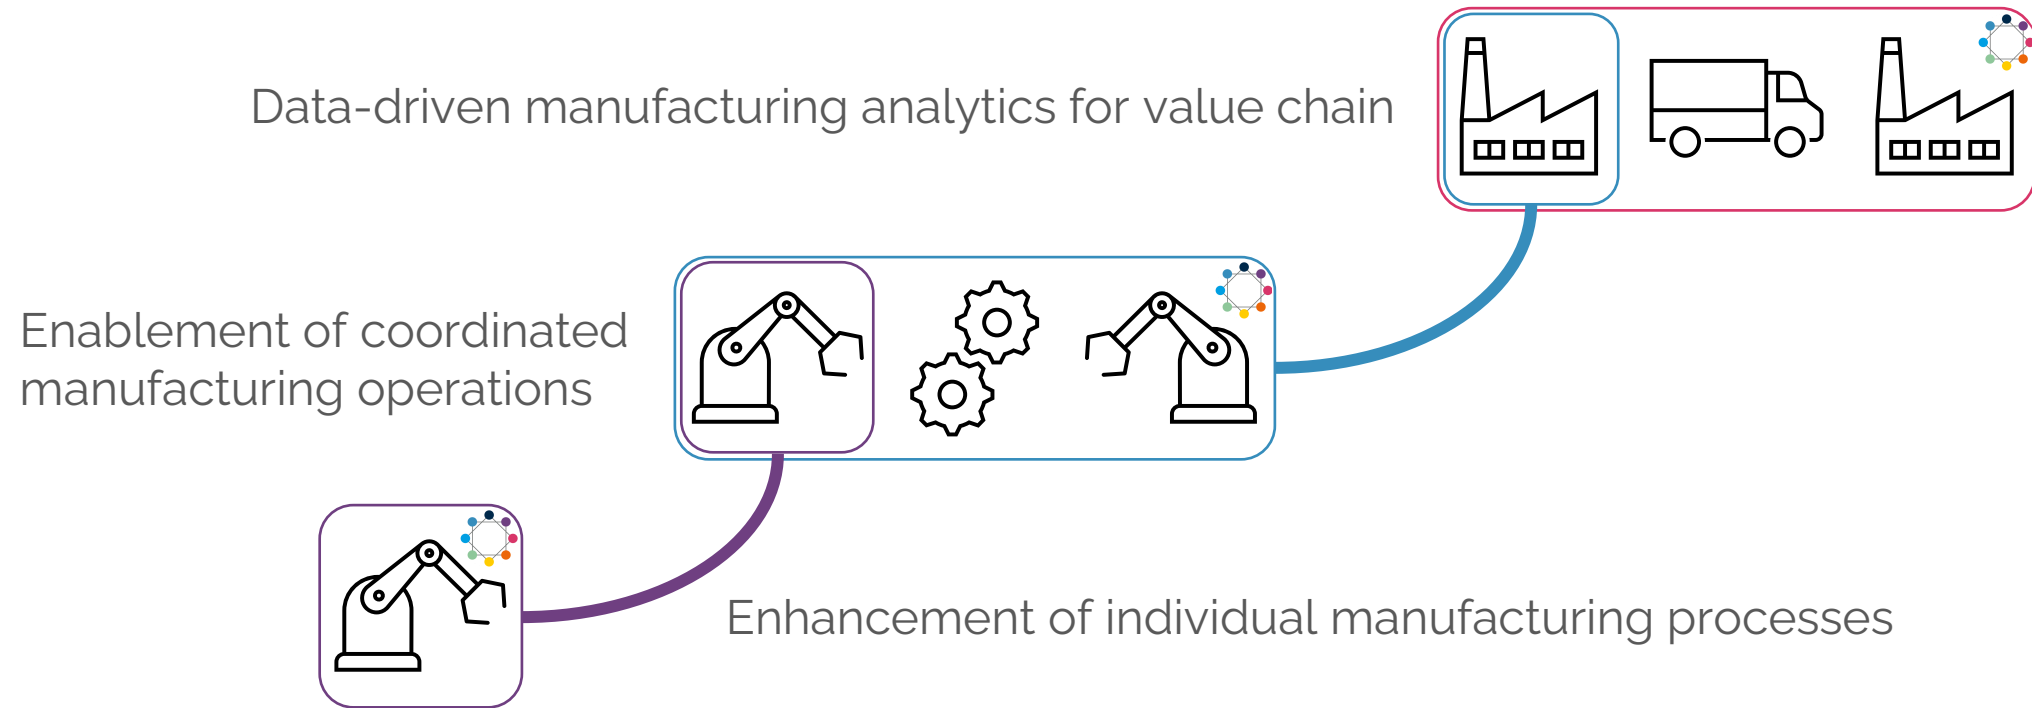 Data-driven manufacturing analytics for value chain
Enablement of coordinated
manufacturing operations
Enhancement of individual manufacturing processes